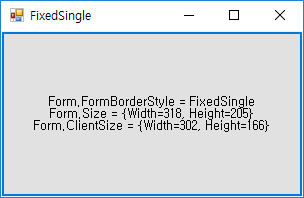 FixedSingle
Form.FormBorderStyle = FixedSingle
Form.Size = {Width=318, Height=205}
Form.ClientSize = {Width=302, Height=166}